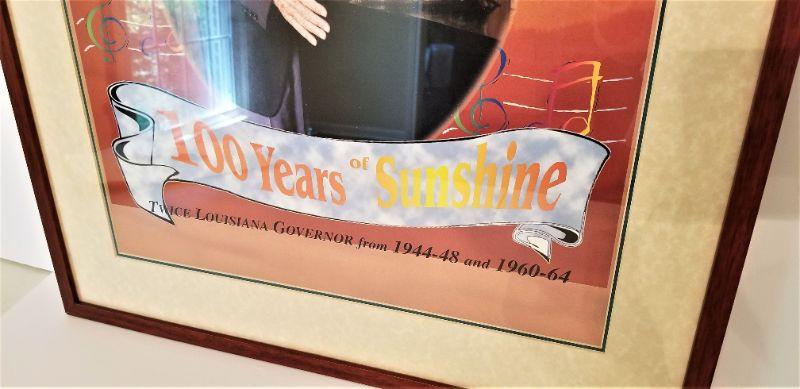 100 Years of Sunshine
TWICE LOUISIANA GOVERNOR from 1944-48 and 1960-64